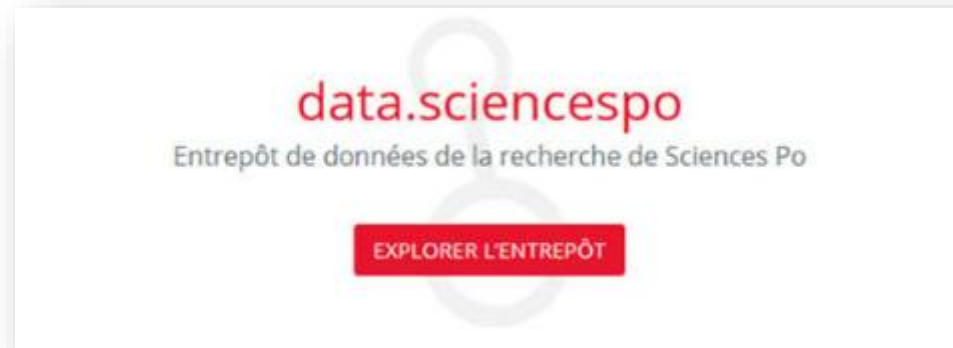 data.sciencespo
Entrepôt de données de la recherche de Sciences Po
EXPLORER L'ENTREPÔT